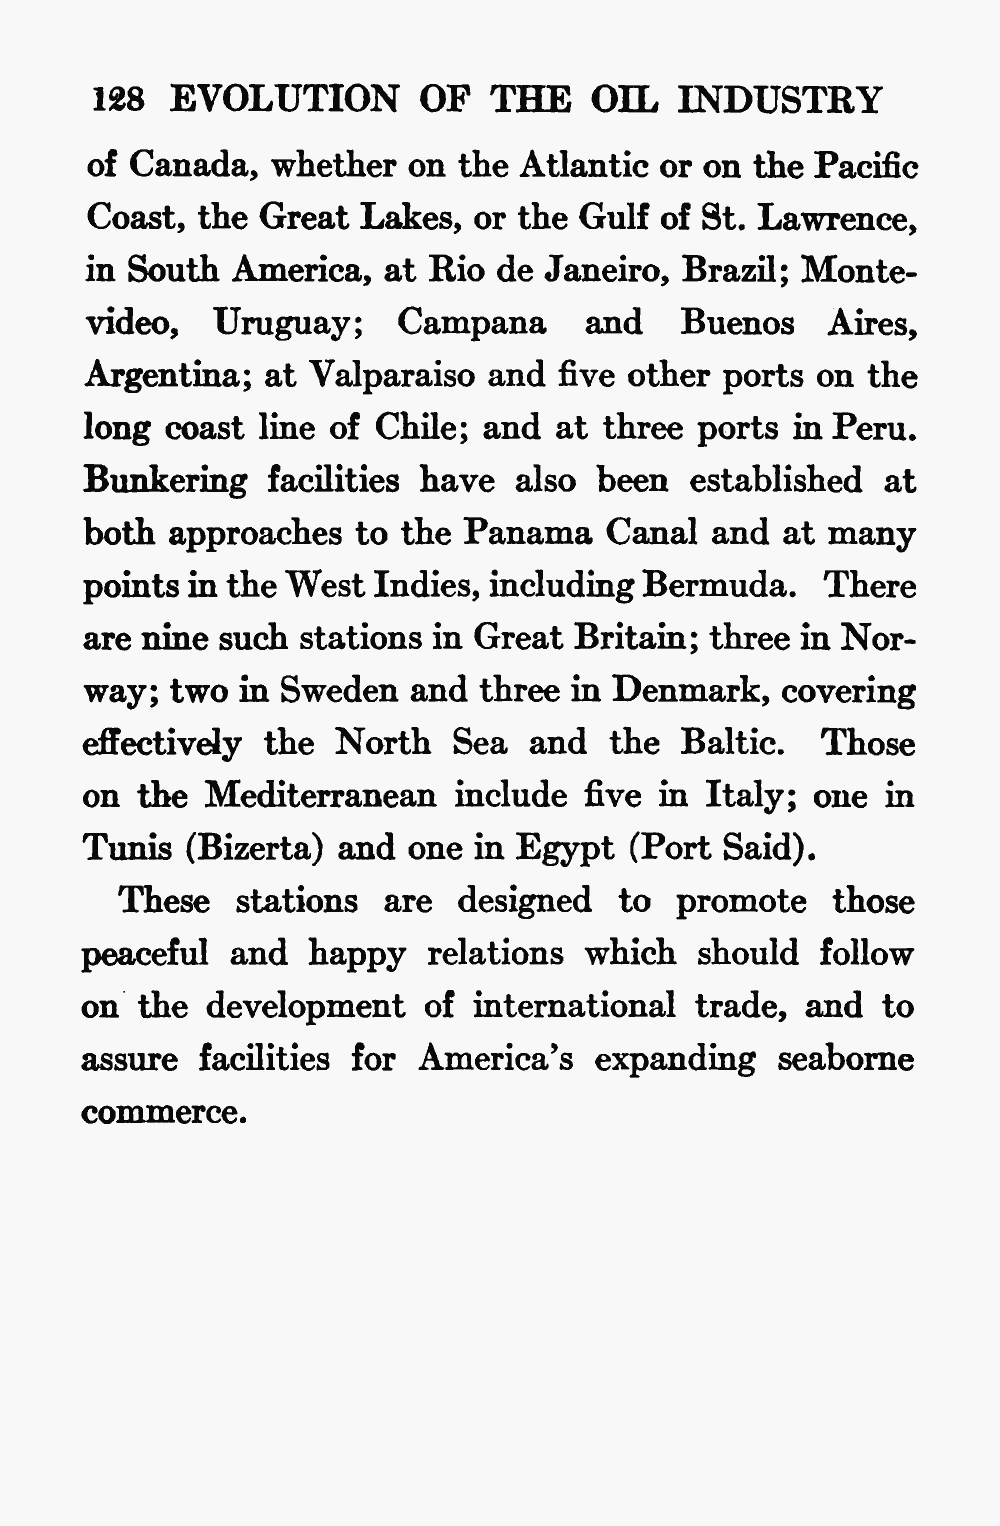 128 EVOLUTION OF THE OIL INDUSTRY
of Canada, whether on the Atlantic or on the Pacific
Coast, the Great Lakes, or the Gulf of St. Lawrence,
in South America, at Rio de Janeiro, Brazil; Monte-
video, Uruguay; Campana and Buenos Aires,
Argentina; at Valparaiso and five other ports on the
long coast line of Chile; and at three ports in Peru.
Bunkering facilities have also been established at
both approaches to the Panama Canal and at many
points in the West Indies, including Bermuda. There
are nine such stations in Great Britain; three in Nor-
way; two in Sweden and three in Denmark, covering
effectively the North Sea and the Baltic. Those
on the Mediterranean include five in Italy; one in
Tunis (Bizerta) and one in Egypt (Port Said).
These stations are designed to promote those
peaceful and happy relations which should follow
on the development of international trade, and to
assure facilities for America's expanding seaborne
commerce.